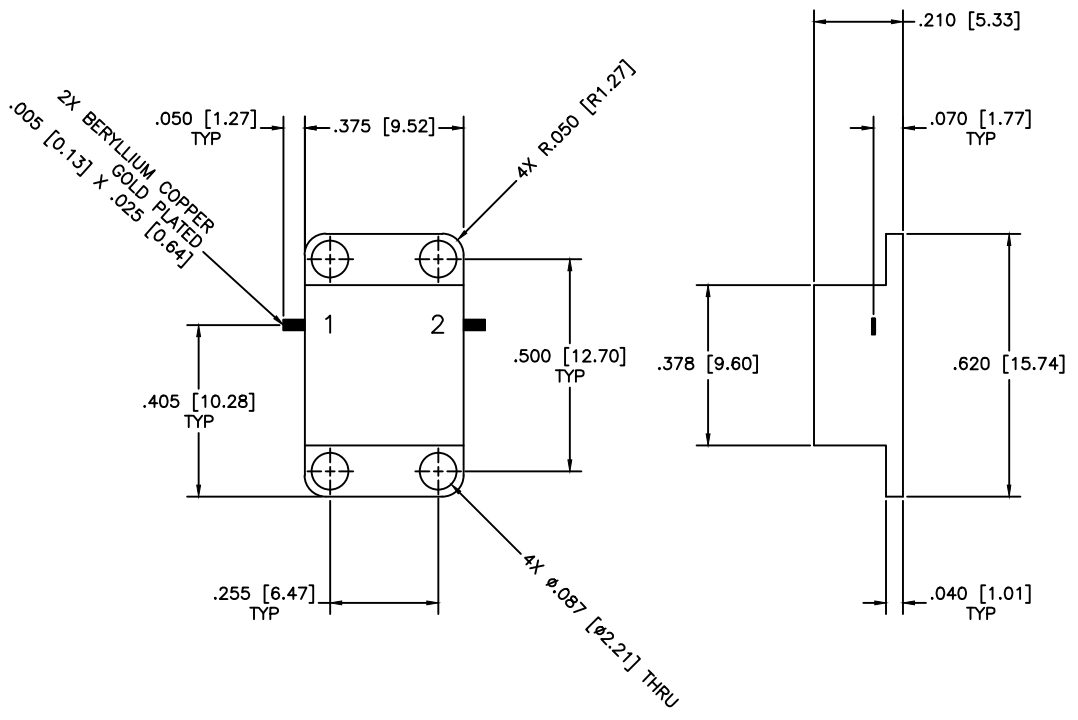 .210 [5.33]
2X BERYLLIUM COPPER
GOLD PLATED
.005 [0.13] X .025 [0.64]
.050 [1.27]
TYP
.375 [9.52]
4X R.050 [R1.27]
.070 [1.77]
TYP
1
2
.500 [12.70]
TYP
.378 [9.60]
.620 [15.74]
.405 [10.28]
TYP
.255 [6.47]
TYP
4X ø.087 [ø2.21] THRU
.040 [1.01]
TYP